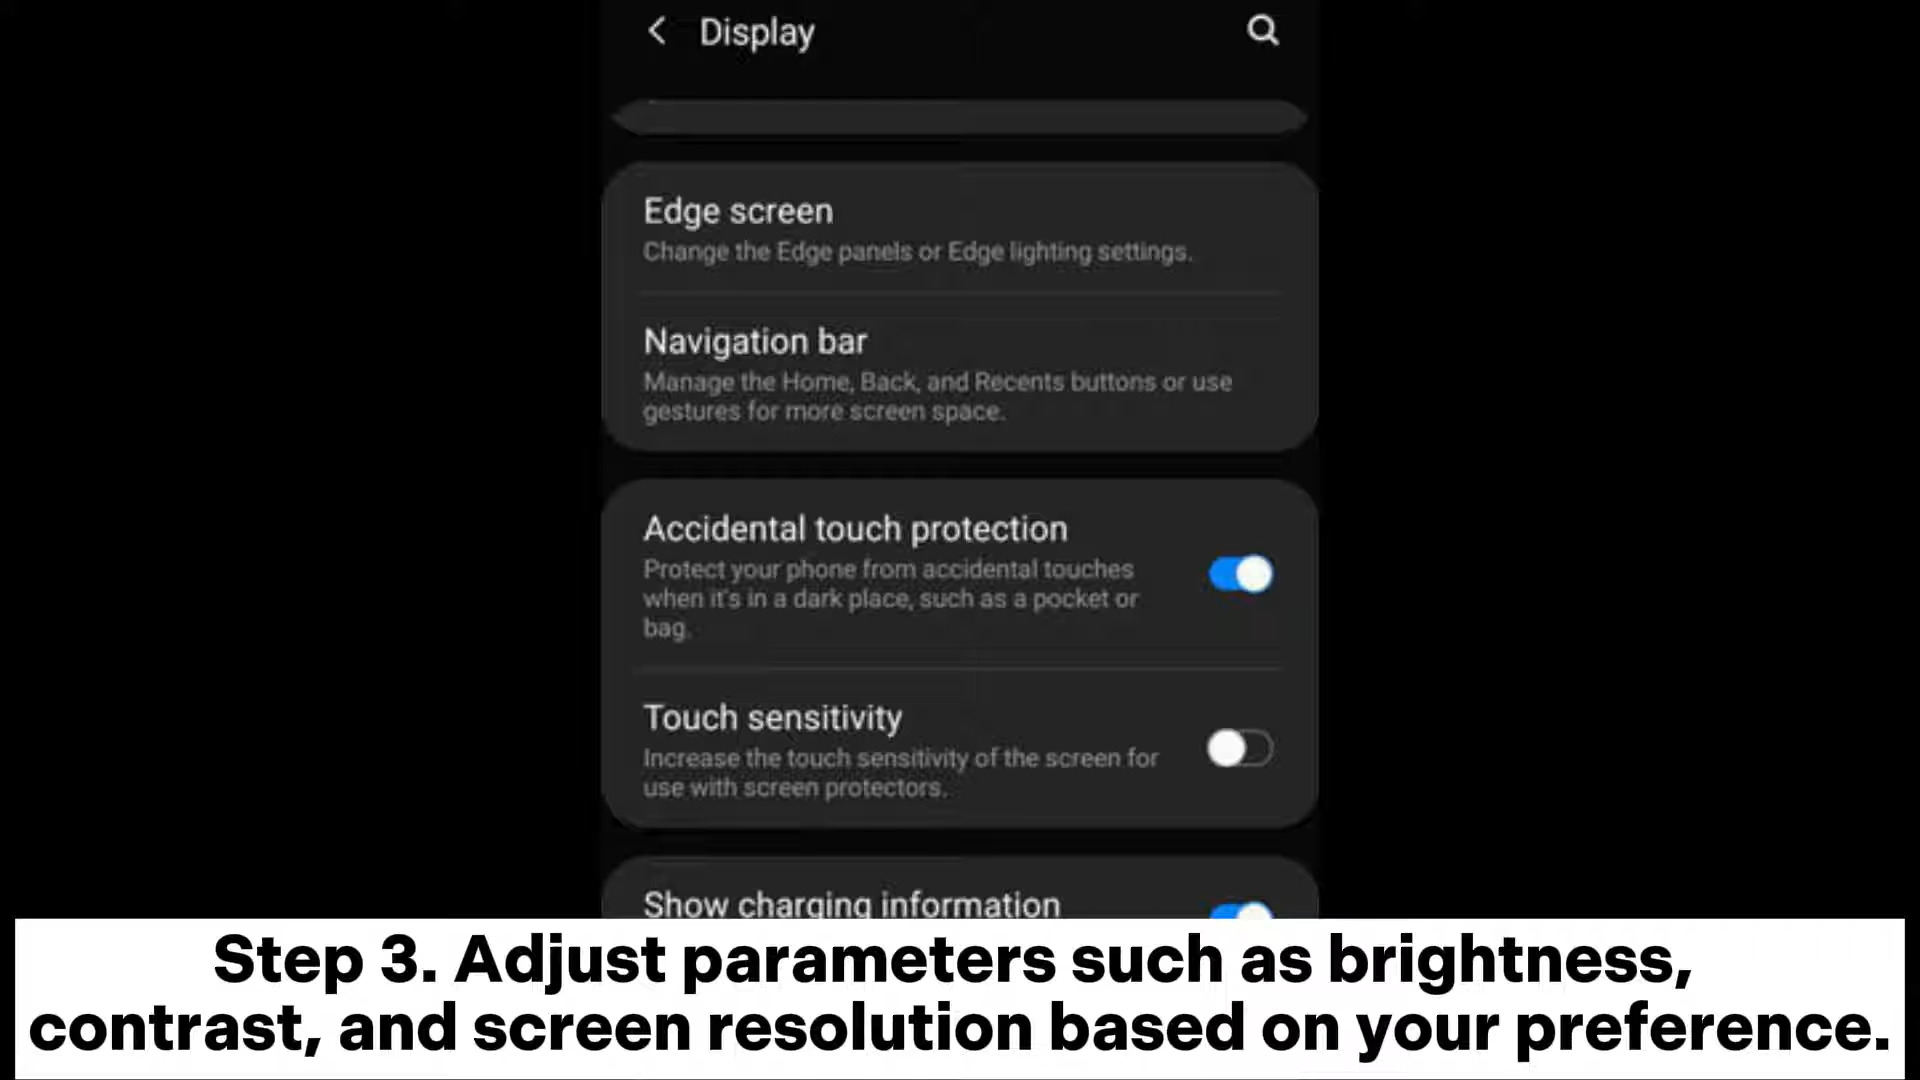 Display
Edge screen
Change the Edge panels or Edge lighting settings.
Navigation bar
Manage the Home, Back, and Recents buttons or use
gestures for more screen space.
Accidental touch protection
Protect your phone from accidental touches
when it's in a dark place, such as a pocket or
bag.
Touch sensitivity
Increase the touch sensitivity of the screen for
use with screen protectors.
Show charging information
Step 3. Adjust parameters such as brightness,
contrast, and screen resolution based on your preference.